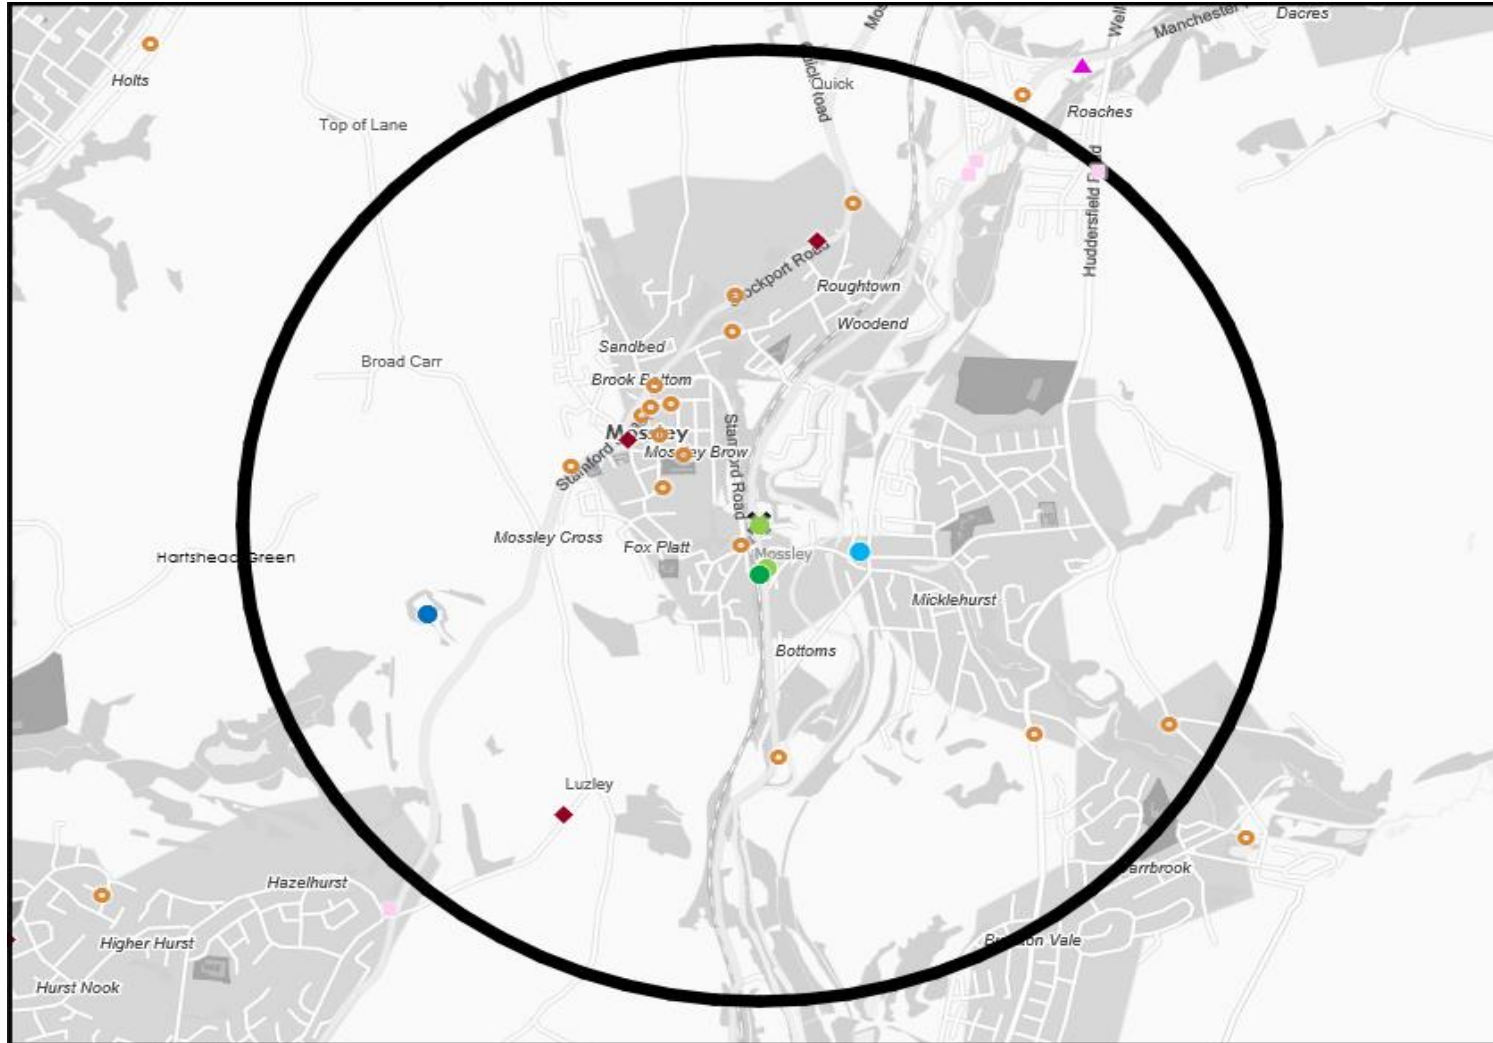 Dacres
Manchester
Holts
Quick
Roaches
Top of Lane
Huddersfield
Roughtown
Woodend
Sandbed
Broad Carr
Brook Bottom
Mossley
Mossley Brow
Stamford Road
Mossley Cross
Fox Platt
Mossley
Hartshead Green
Micklehurst
Bottoms
Luzley
Hazelhurst
Higher Hurst
Hurst Nook